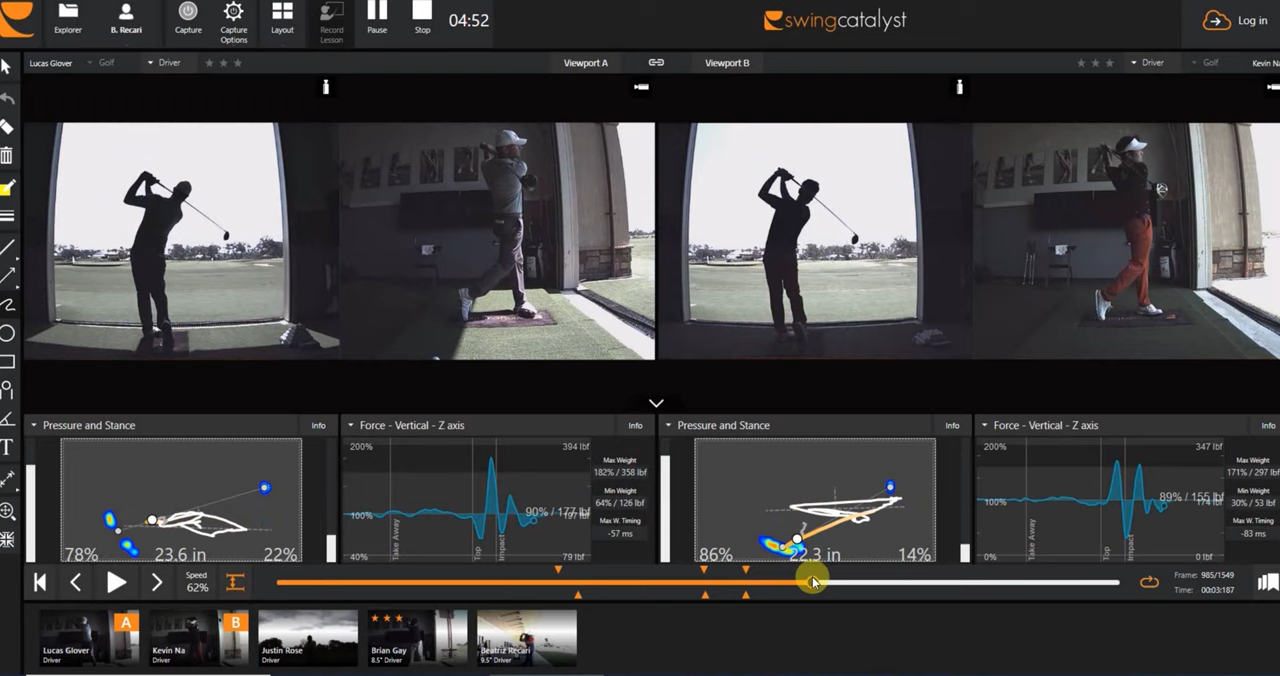 Explorer
B. Recari
Capture
Capture Options
Layout
Record Lesson
Pause
Stop
04:52
swingcatalyst
Log in
Lucas Glover
Golf
Driver
Viewport A
Viewport B
Driver
Golf
Kevin Na
Pressure and Stance
Info
Force - Vertical - Z axis
Info
Pressure and Stance
Info
Force - Vertical - Z axis
Info
78%
23.6 in
22%
200%
100%
40%
394 lbf
90% / 177 lbf
79 lbf
Take Away
Top
Impact
Max Weight
182% / 358 lbf
Min Weight
64% / 126 lbf
Max W. Timing
-57 ms
86%
22.3 in
14%
200%
100%
0%
347 lbf
89% / 155 lbf
0 lbf
Take Away
Top
Impact
Max Weight
171% / 297 lbf
Min Weight
30% / 53 lbf
Max W. Timing
-83 ms
Speed
62%
Frame: 985/1549
Time: 00:03:187
A
Lucas Glover
Driver
B
Kevin Na
Driver
Justin Rose
Driver
Brian Gay
8.5° Driver
Beatriz Recari
9.5° Driver